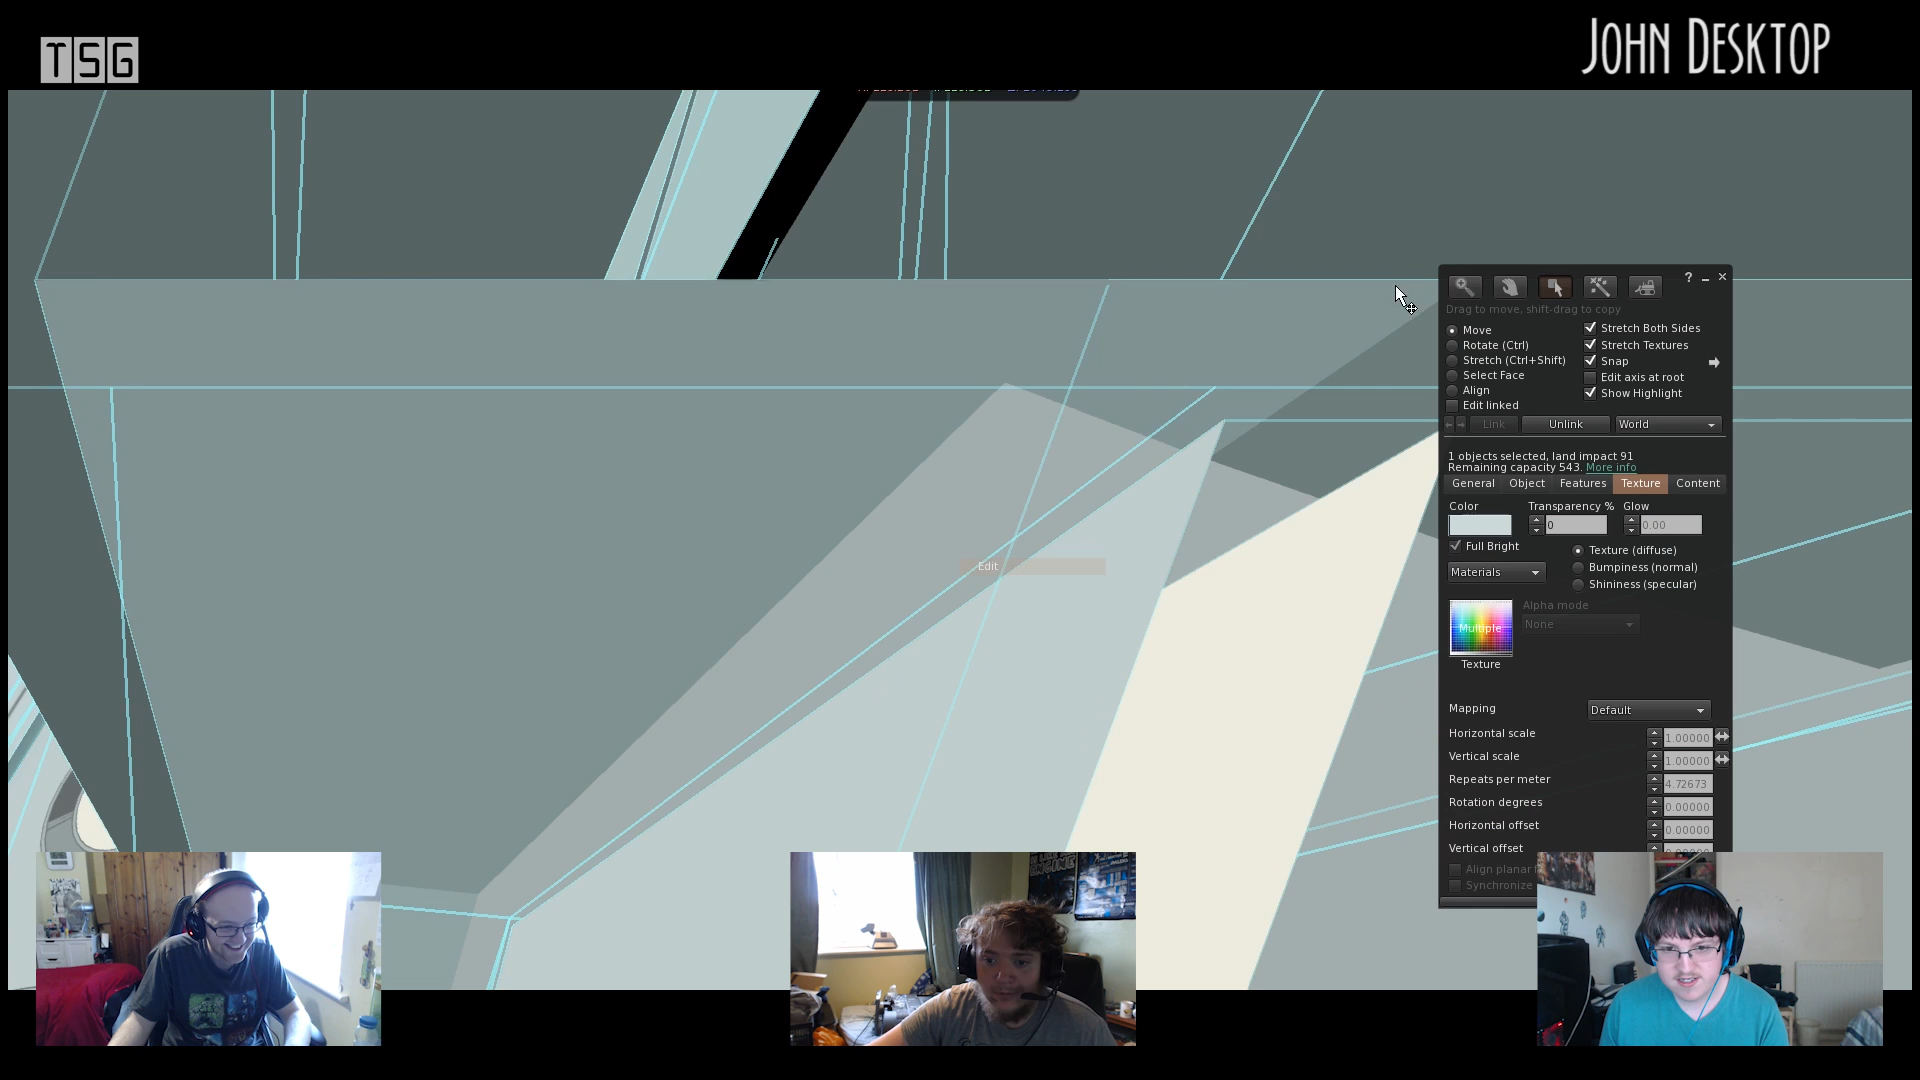 TSG
JOHN DESKTOP
Edit
Drag to move, shift-drag to copy
Move
Rotate (Ctrl)
Stretch (Ctrl+Shift)
Select Face
Align
Edit linked
Stretch Both Sides
Stretch Textures
Snap
Edit axis at root
Show Highlight
Link Unlink World
1 objects selected, land impact 91
Remaining capacity 543. More info
General Object Features Texture Content
Color Transparency % Glow
0 0.00
Full Bright
Materials
Texture (diffuse)
Bumpiness (normal)
Shininess (specular)
Multiple
Texture
Alpha mode
None
Mapping Default
Horizontal scale 1.00000
Vertical scale 1.00000
Repeats per meter 4.72673
Rotation degrees 0.00000
Horizontal offset 0.00000
Vertical offset
Align planar
Synchronize